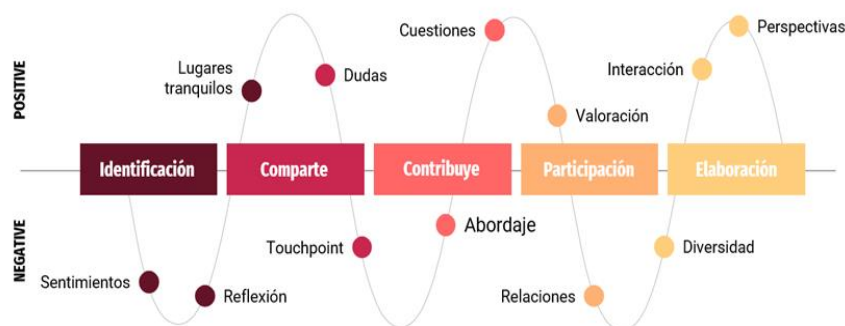 POSITIVE
NEGATIVE
Lugares
tranquilos
Dudas
Cuestiones
Valoración
Interacción
Perspectivas
Identificación
Comparte
Contribuye
Participación
Elaboración
Sentimientos
Reflexión
Touchpoint
Abordaje
Relaciones
Diversidad